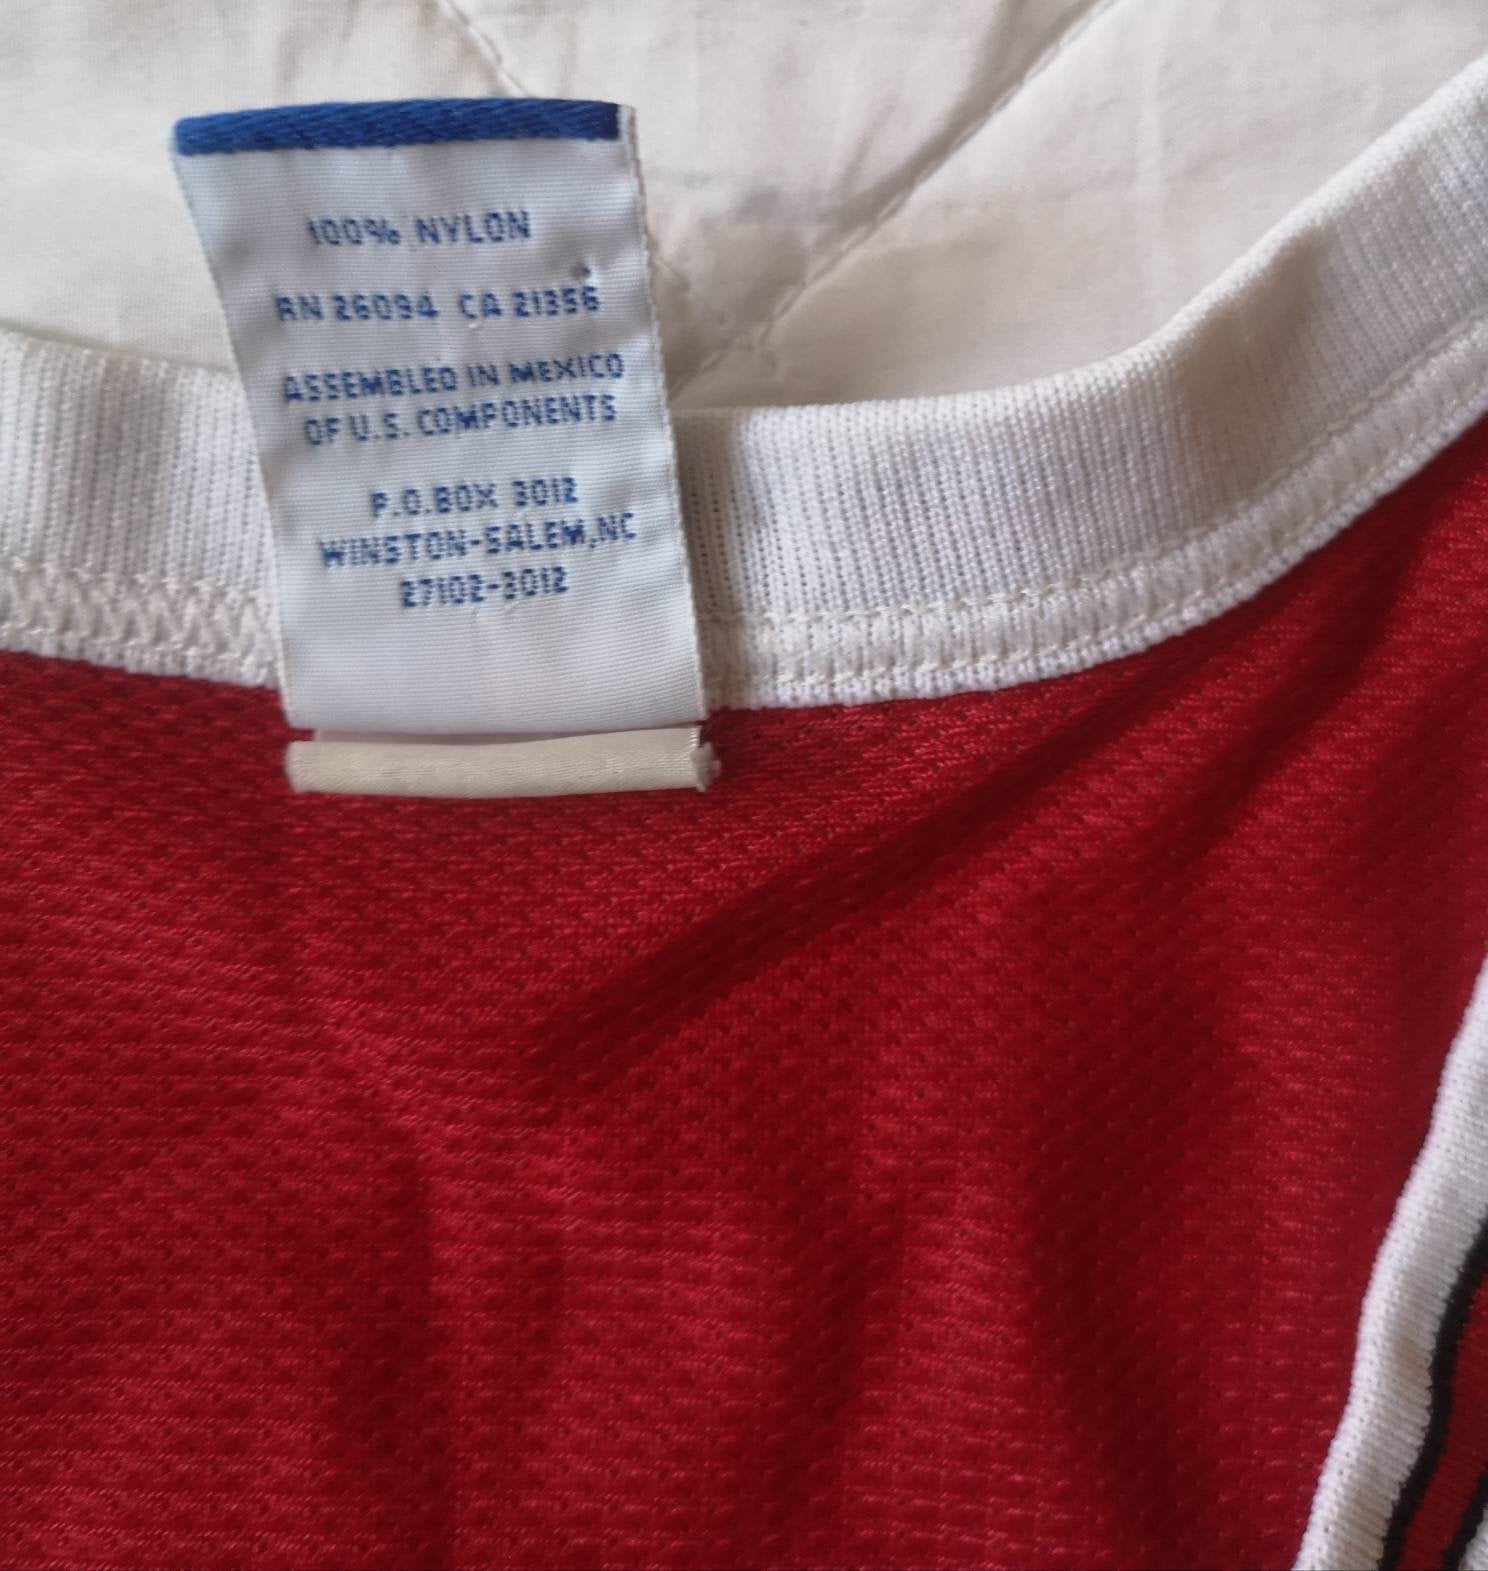 100% NYLON
RN 26094 CA 21356
ASSEMBLED IN MEXICO
OF U.S. COMPONENTS
P.O.BOX 3012
WINSTON-SALEM,NC
27102-3012